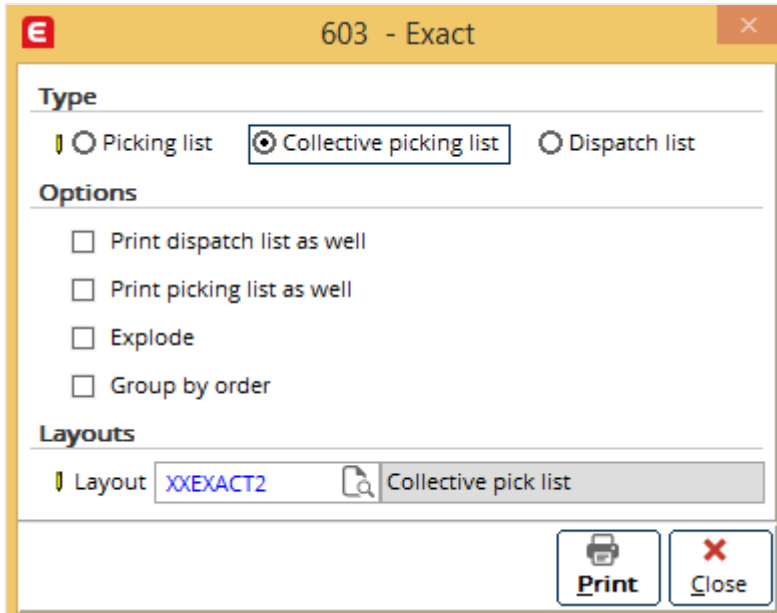 E 603 - Exact
Type
Picking list Collective picking list Dispatch list
Options
Print dispatch list as well
Print picking list as well
Explode
Group by order
Layouts
Layout XXEXACT2 Collective pick list
Print Close